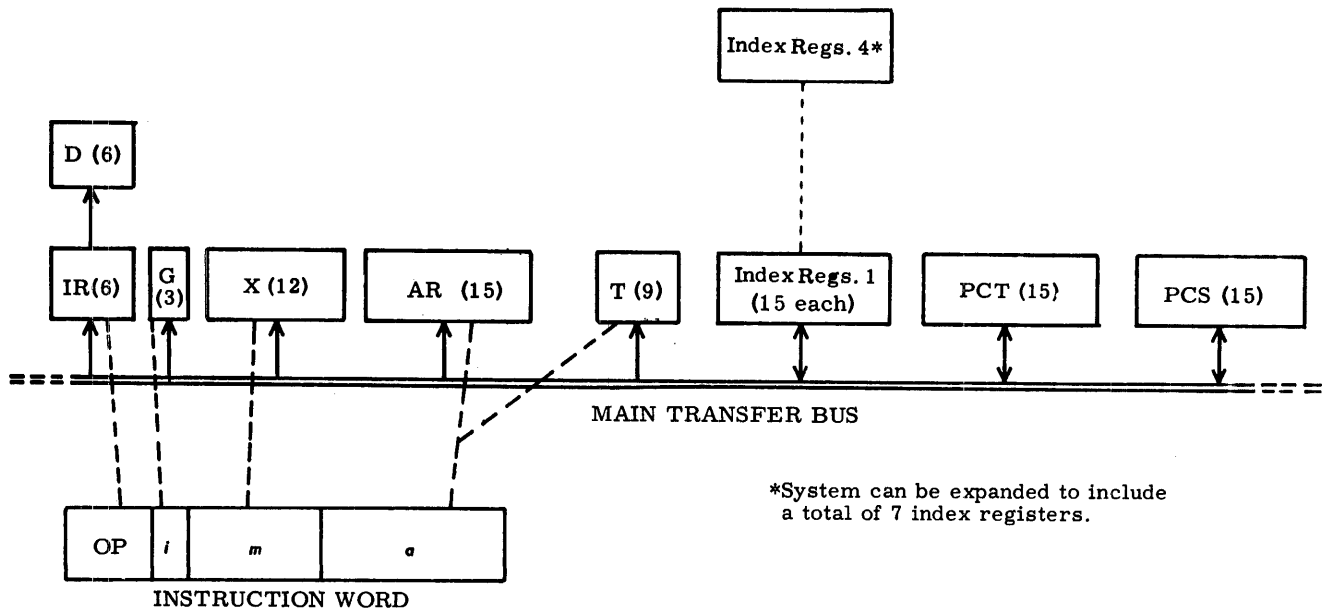 Index Regs. 4*
D (6)
IR(6)
G
(3)
X (12)
AR (15)
T (9)
Index Regs. 1
(15 each)
PCT (15)
PCS (15)
MAIN TRANSFER BUS
*System can be expanded to include
a total of 7 index registers.
OP
i
m
a
INSTRUCTION WORD